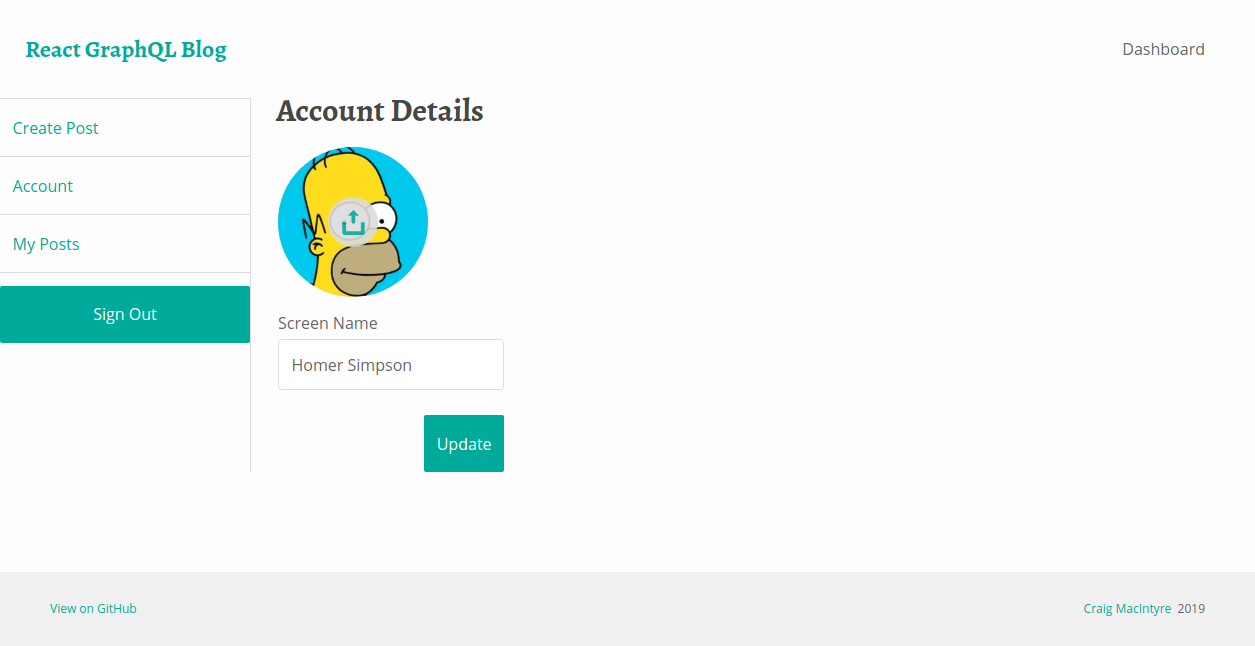 React GraphQL Blog
Dashboard
Create Post
Account
My Posts
Sign Out
Account Details
Screen Name
Homer Simpson
Update
View on GitHub
Craig MacIntyre 2019